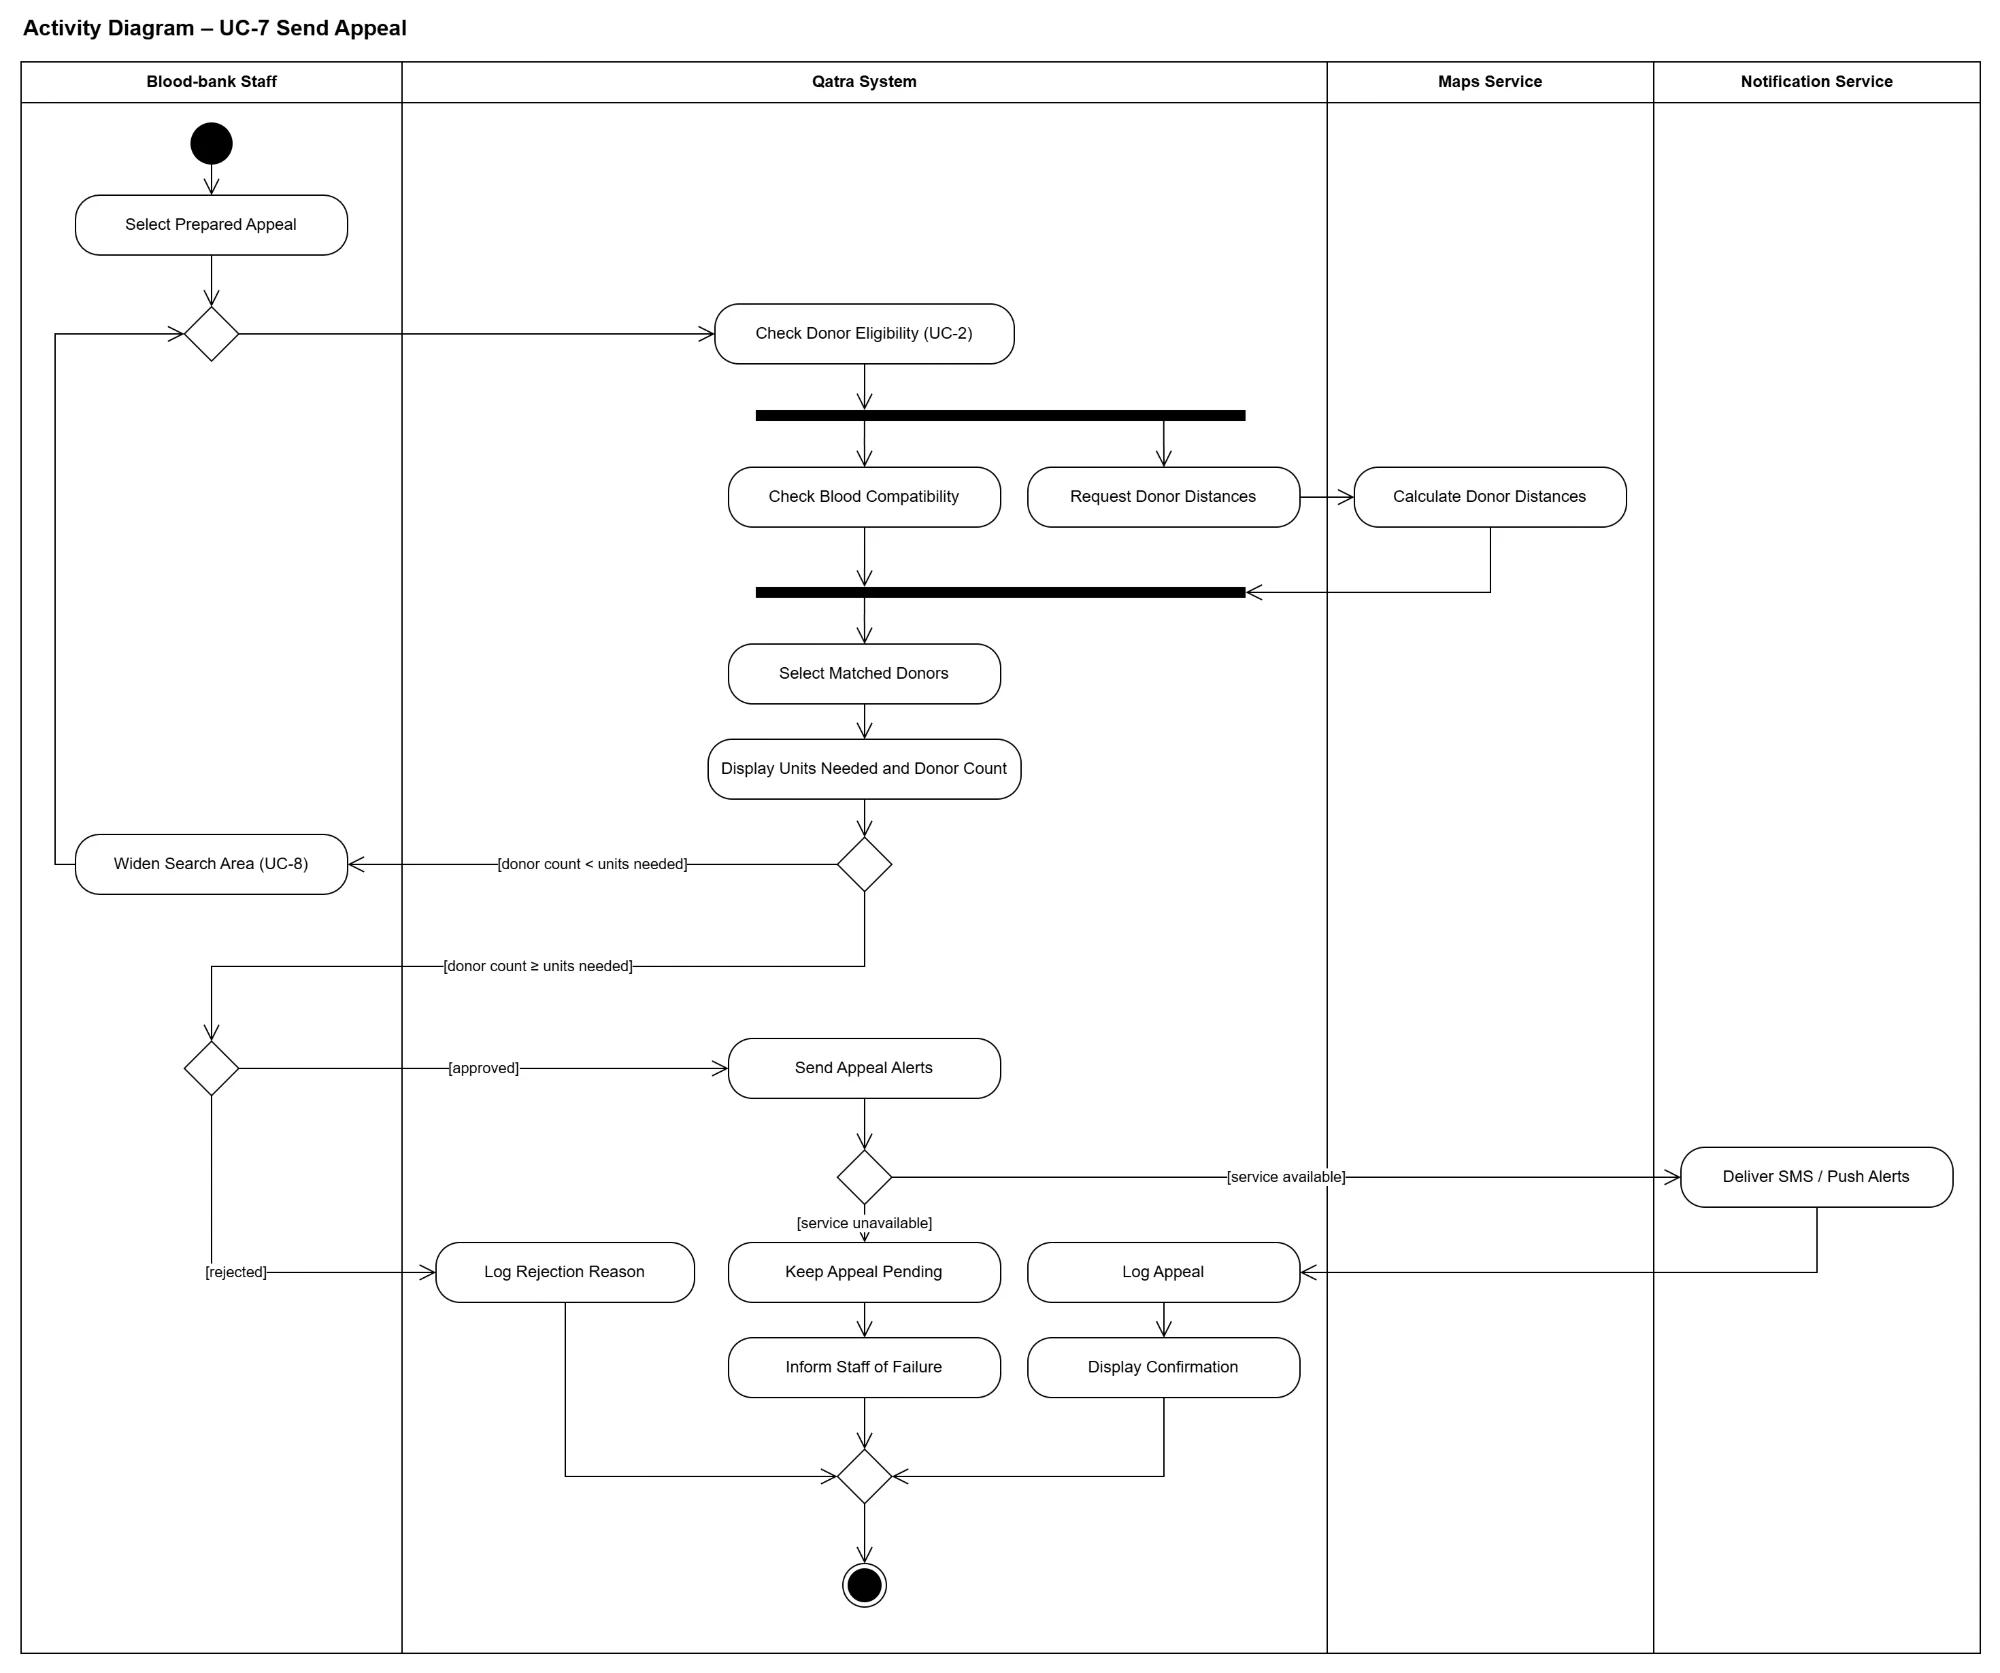 Activity Diagram – UC-7 Send Appeal
Blood-bank Staff
Qatra System
Maps Service
Notification Service
Select Prepared Appeal
Check Donor Eligibility (UC-2)
Check Blood Compatibility
Request Donor Distances
Calculate Donor Distances
Select Matched Donors
Display Units Needed and Donor Count
Widen Search Area (UC-8)
[donor count < units needed]
[donor count ≥ units needed]
[approved]
Send Appeal Alerts
[service available]
Deliver SMS / Push Alerts
[service unavailable]
[rejected]
Log Rejection Reason
Keep Appeal Pending
Log Appeal
Inform Staff of Failure
Display Confirmation